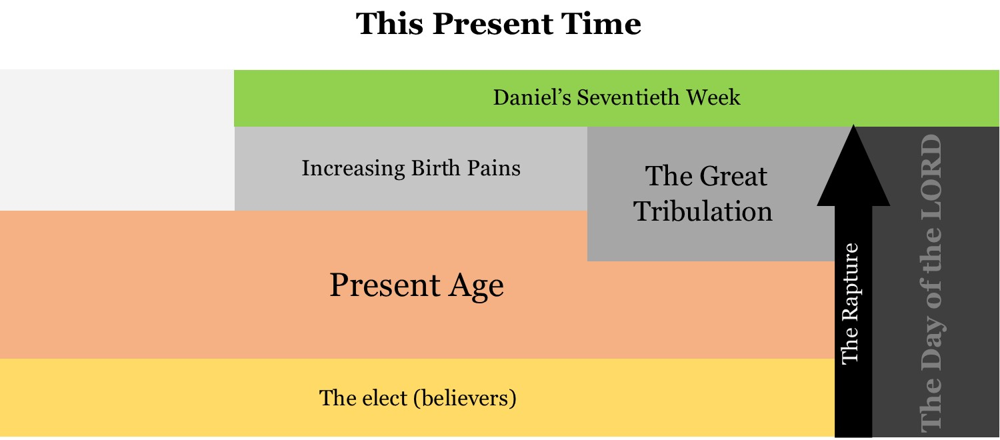 This Present Time
Daniel’s Seventieth Week
Increasing Birth Pains
The Great
Tribulation
Present Age
The elect (believers)
The Rapture
The Day of the LORD